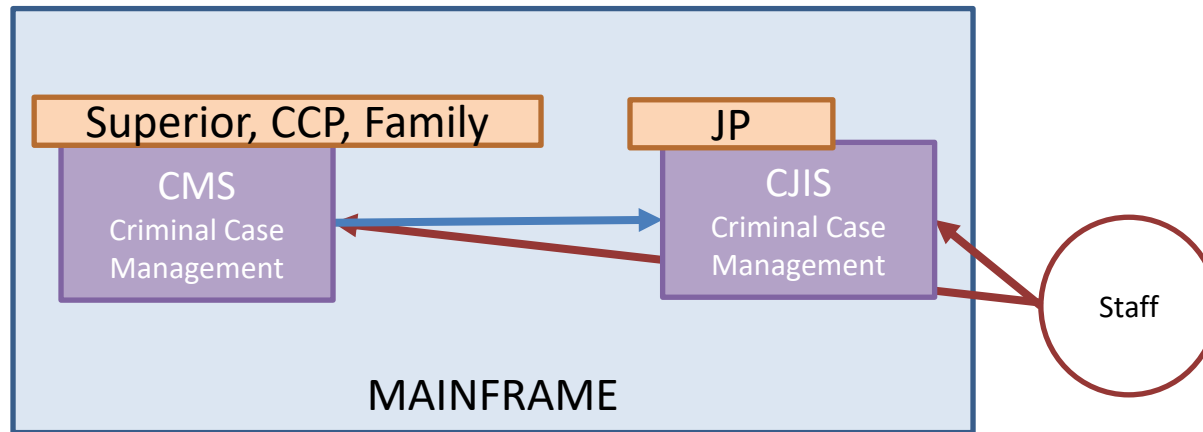 Superior, CCP, Family
CMS
Criminal Case
Management
JP
CJIS
Criminal Case
Management
Staff
MAINFRAME